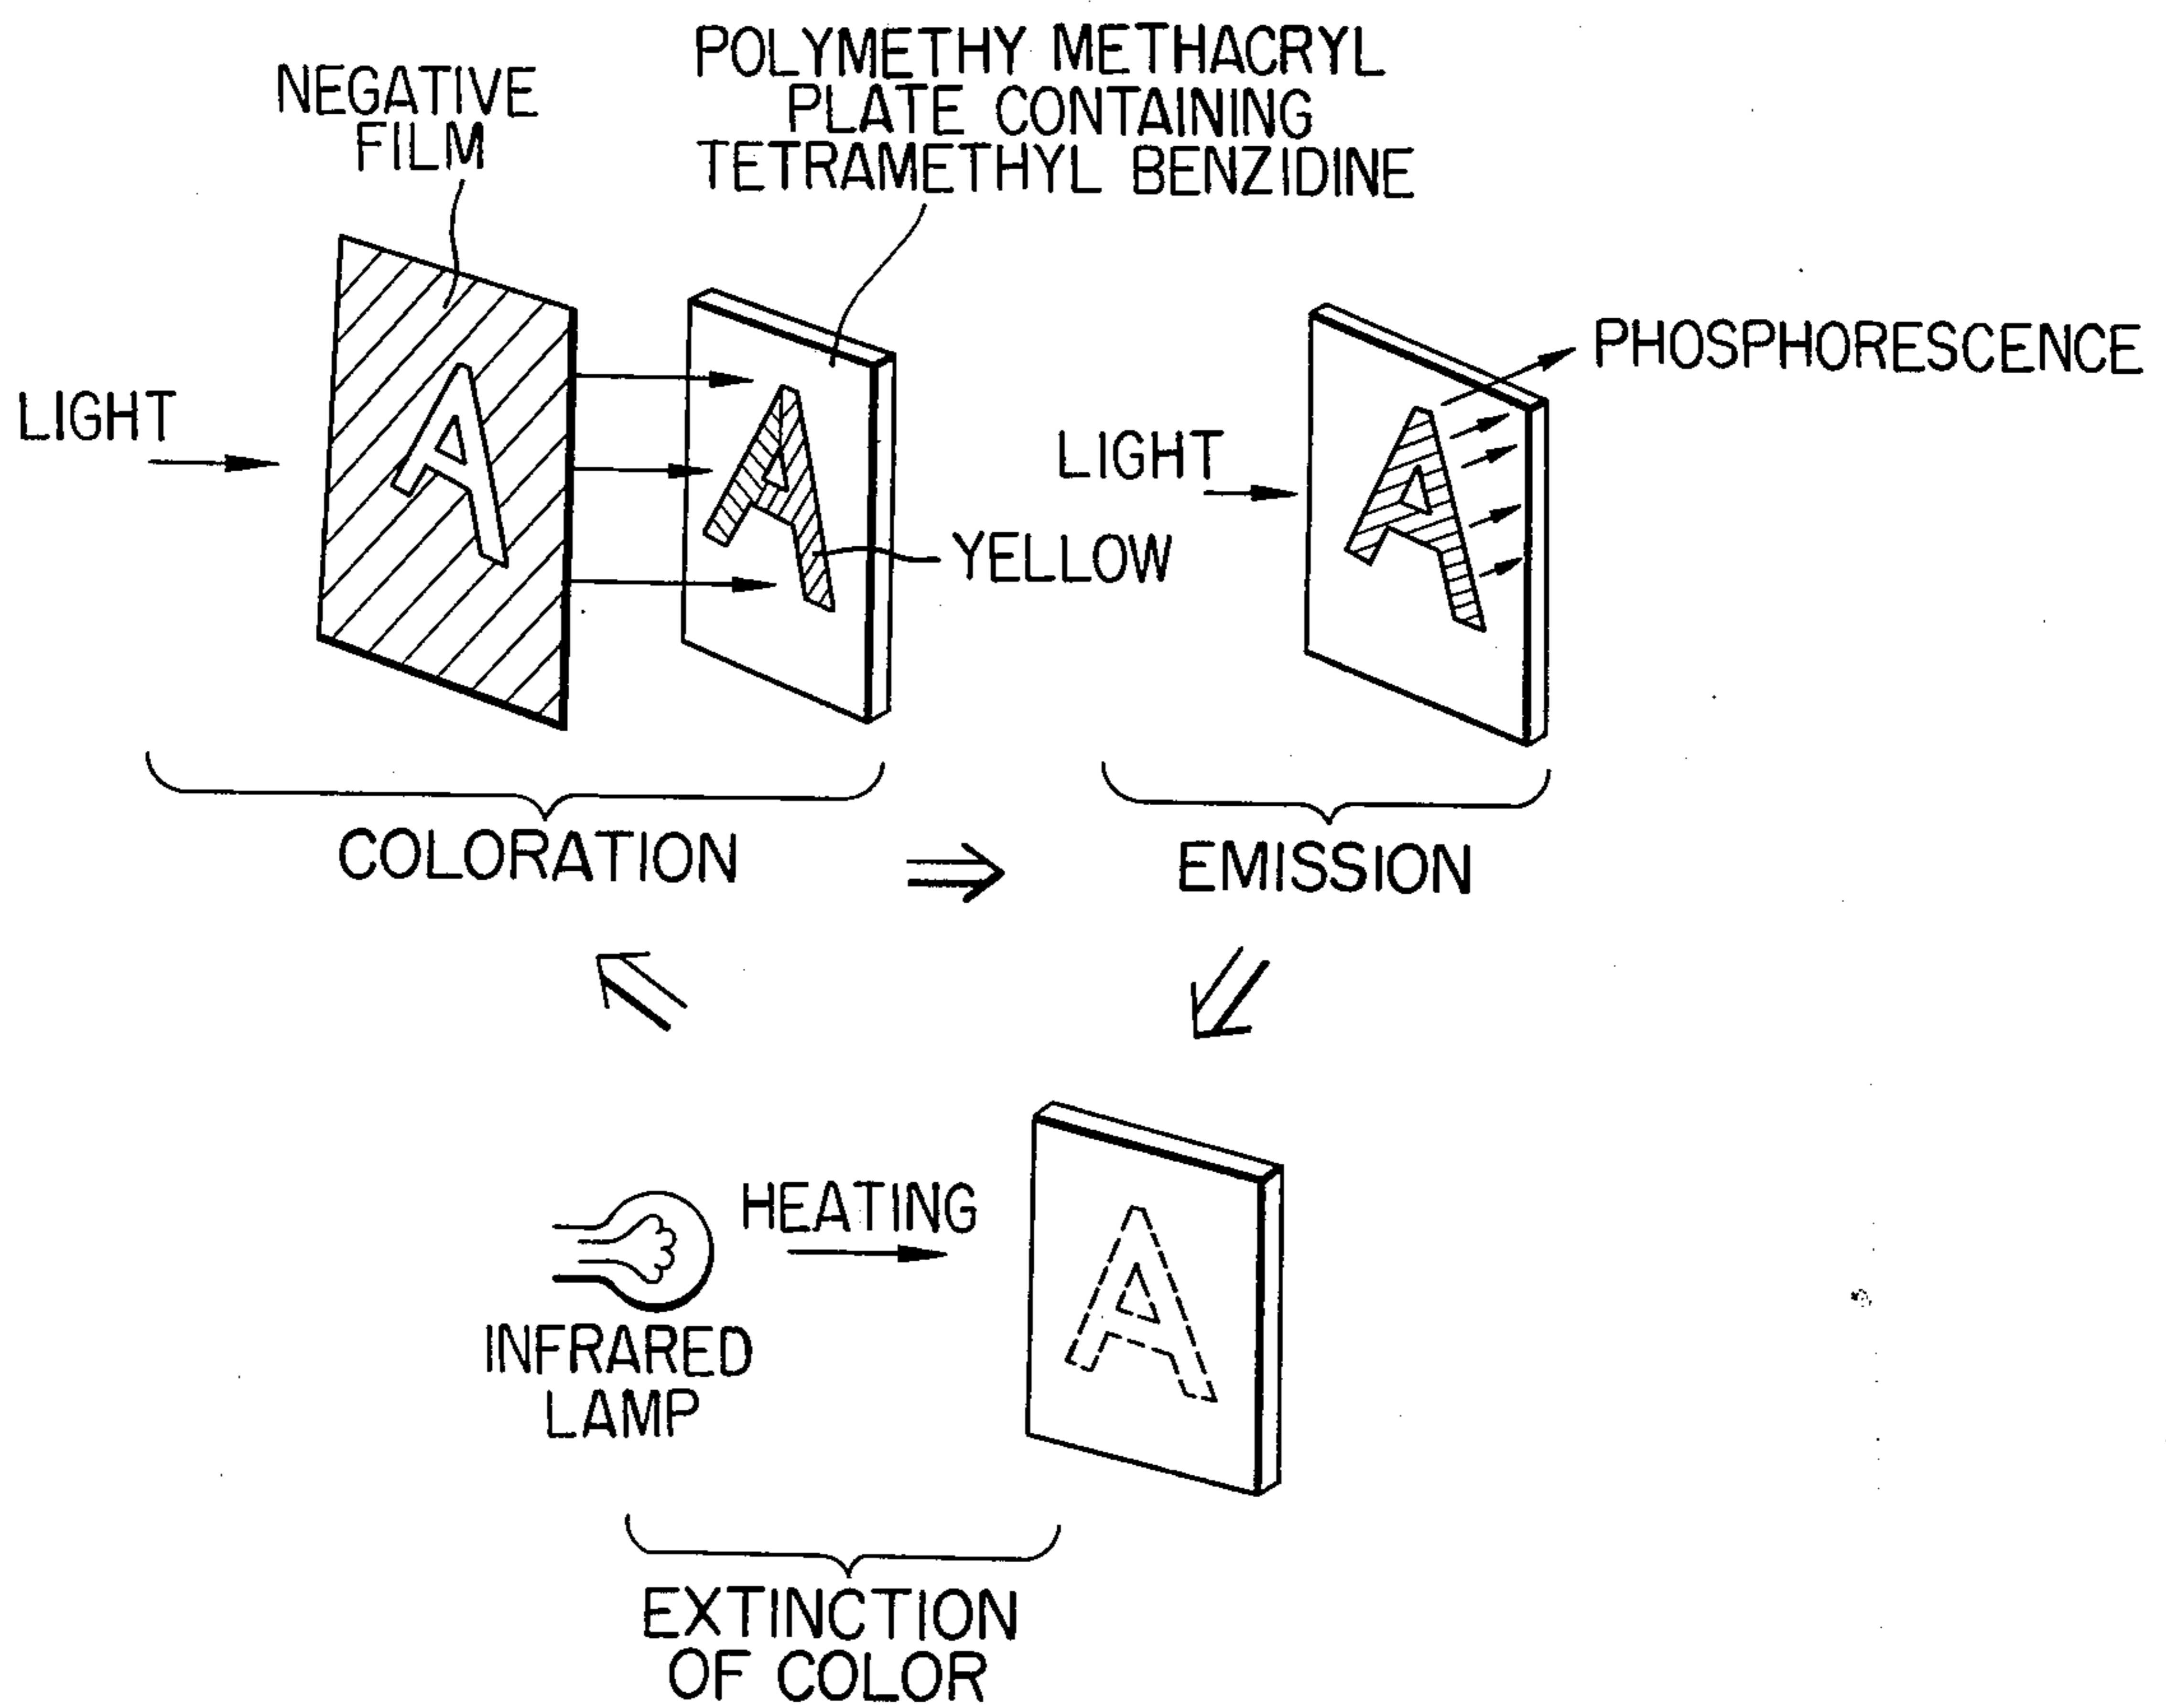 NEGATIVE
FILM
POLYMETHY METHACRYL
PLATE CONTAINING
TETRAMETHYL BENZIDINE
LIGHT
A
A
YELLOW
LIGHT
A
PHOSPHORESCENCE
COLORATION
EMISSION
INFRARED
LAMP
HEATING
A
EXTINCTION
OF COLOR